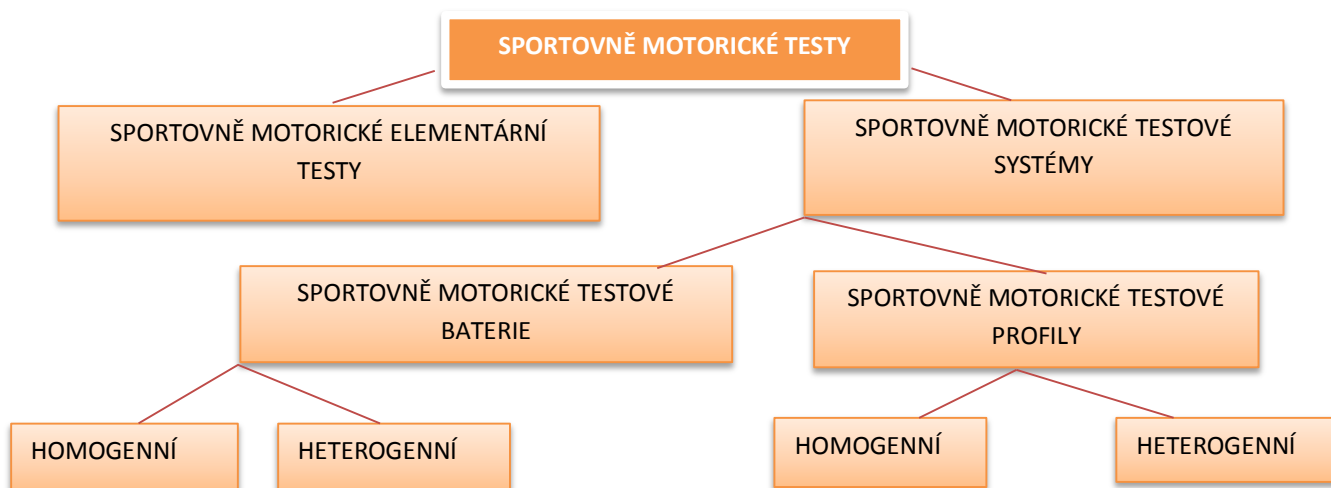 SPORTOVNĚ MOTORICKÉ TESTY
SPORTOVNĚ MOTORICKÉ ELEMENTÁRNÍ
TESTY
SPORTOVNĚ MOTORICKÉ TESTOVÉ
SYSTÉMY
SPORTOVNĚ MOTORICKÉ TESTOVÉ
BATERIE
SPORTOVNĚ MOTORICKÉ TESTOVÉ
PROFILY
HOMOGENNÍ
HETEROGENNÍ
HOMOGENNÍ
HETEROGENNÍ